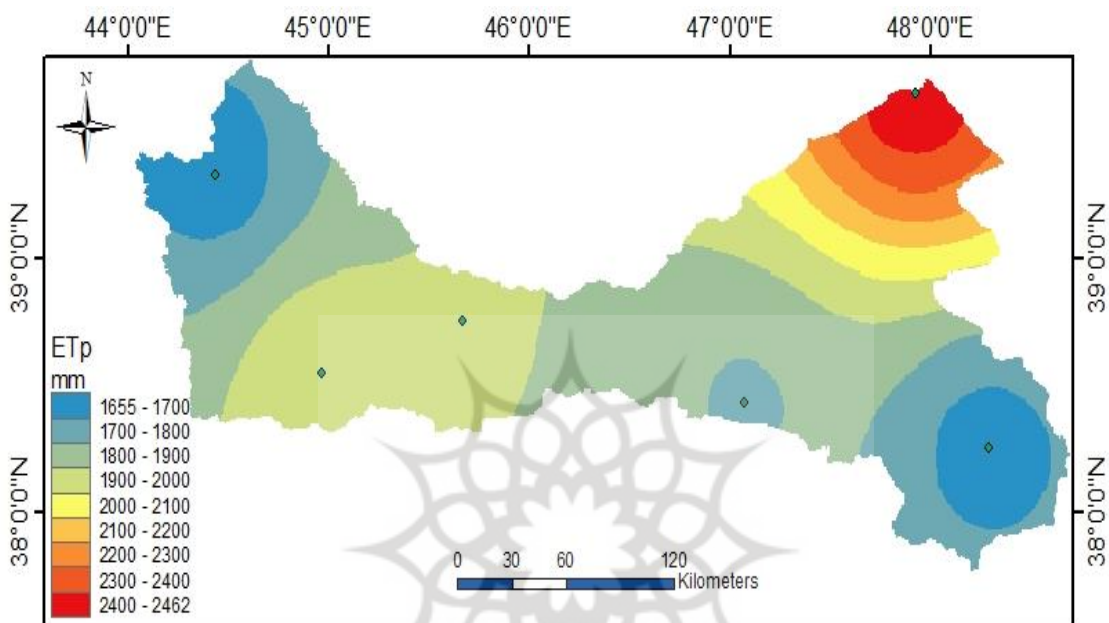 44°0'0"E 45°0'0"E 46°0'0"E 47°0'0"E 48°0'0"E
N
39°0'0"N
39°0'0"N
38°0'0"N
38°0'0"N
ETp
mm
1655 - 1700
1700 - 1800
1800 - 1900
1900 - 2000
2000 - 2100
2100 - 2200
2200 - 2300
2300 - 2400
2400 - 2462
0 30 60 120
Kilometers